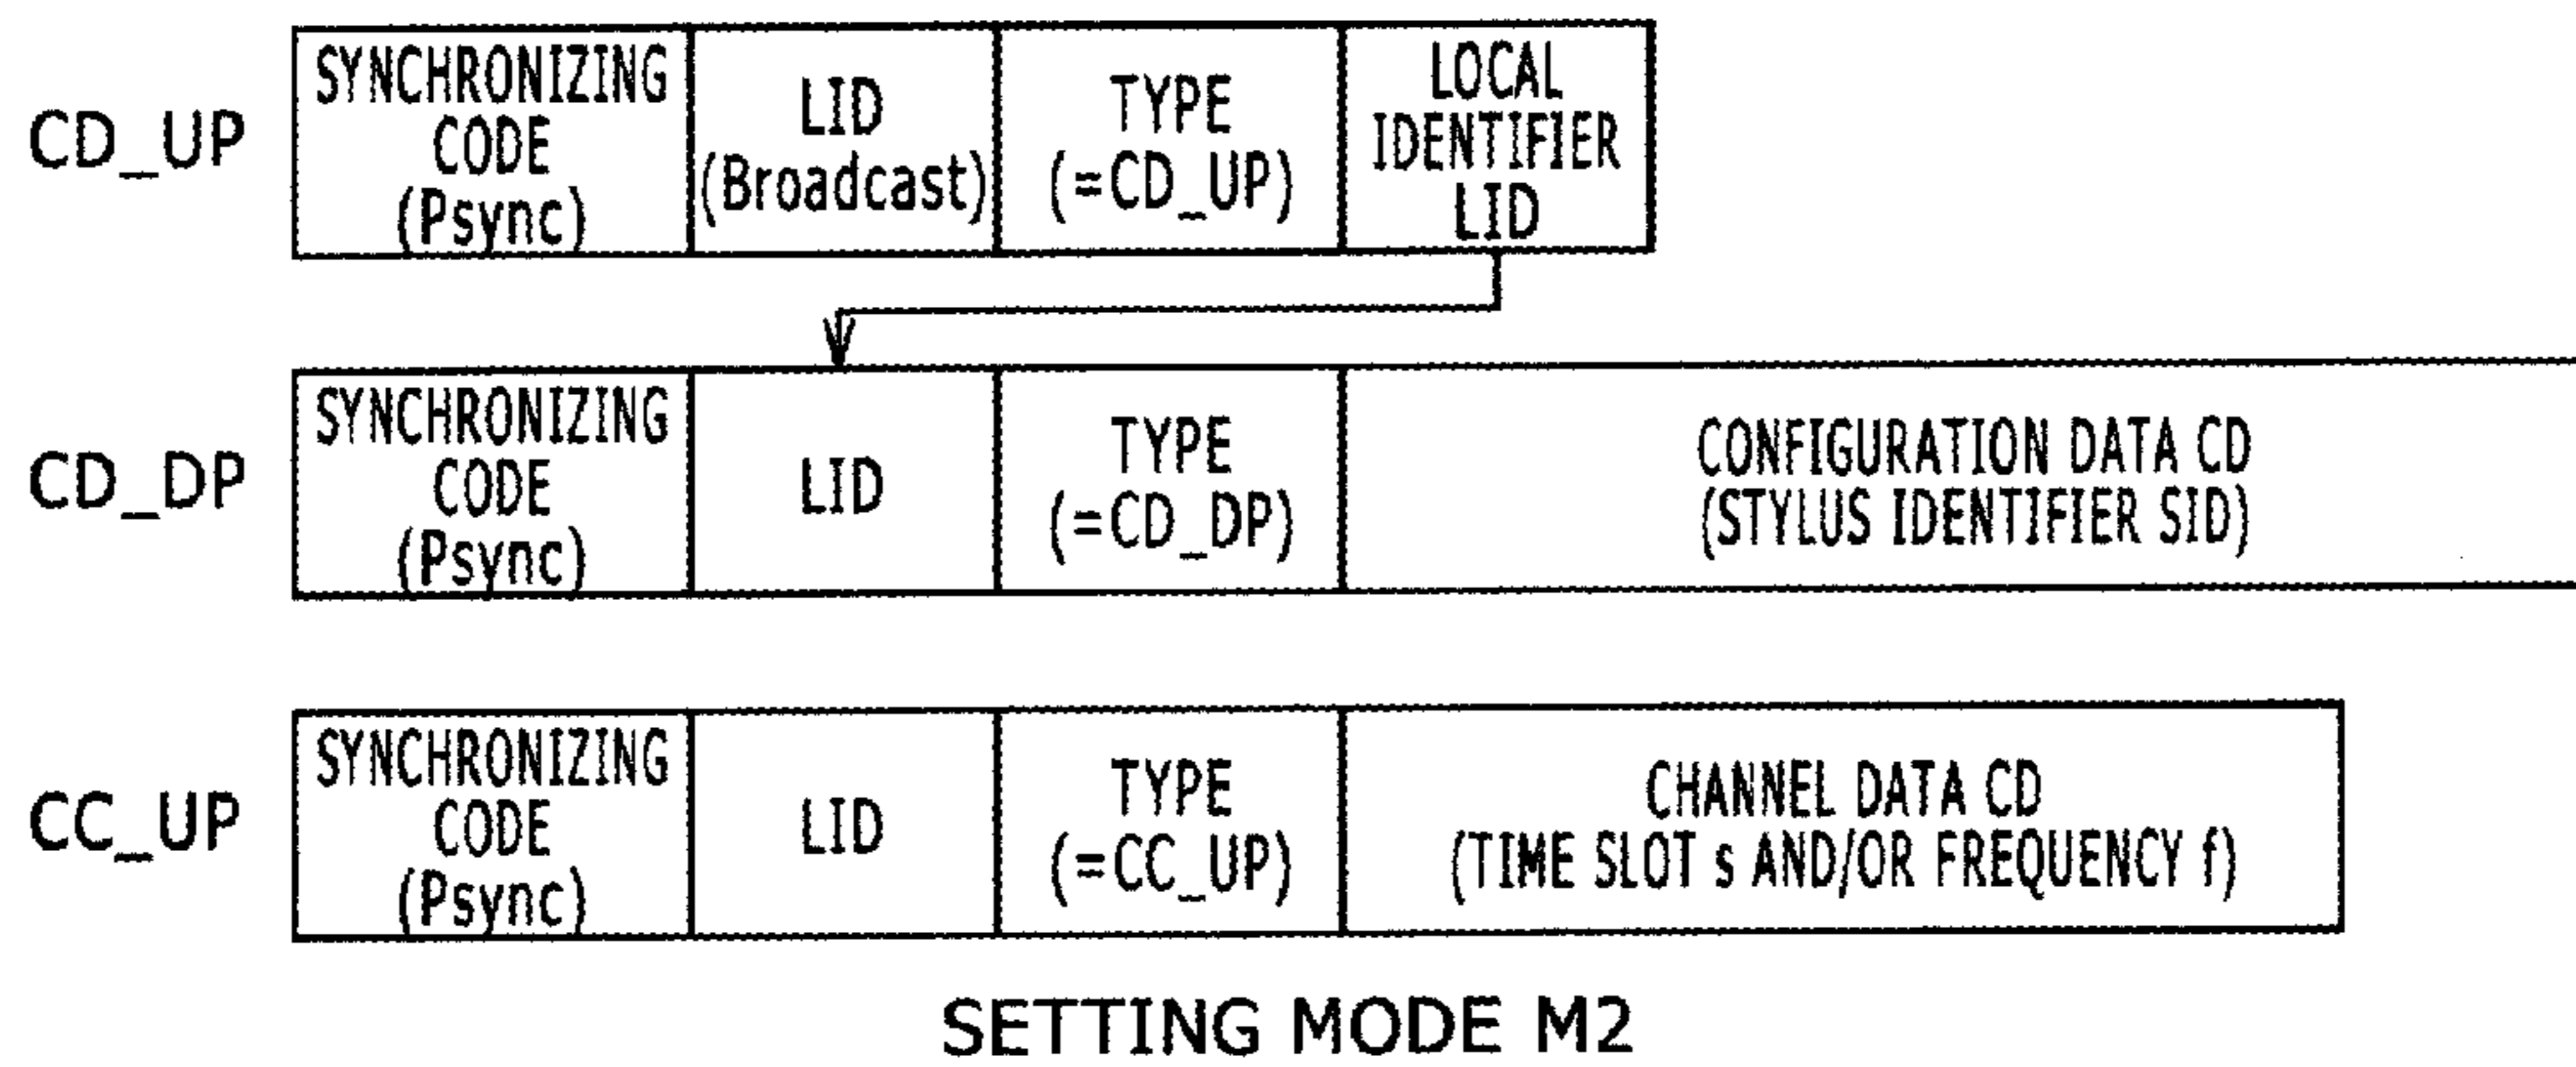 CD_UP
SYNCHRONIZING
CODE
(Psync)
LID
(Broadcast)
TYPE
(=CD_UP)
LOCAL
IDENTIFIER
LID
CD_DP
SYNCHRONIZING
CODE
(Psync)
LID
TYPE
(=CD_DP)
CONFIGURATION DATA CD
(STYLUS IDENTIFIER SID)
CC_UP
SYNCHRONIZING
CODE
(Psync)
LID
TYPE
(=CC_UP)
CHANNEL DATA CD
(TIME SLOT s AND/OR FREQUENCY f)
SETTING MODE M2